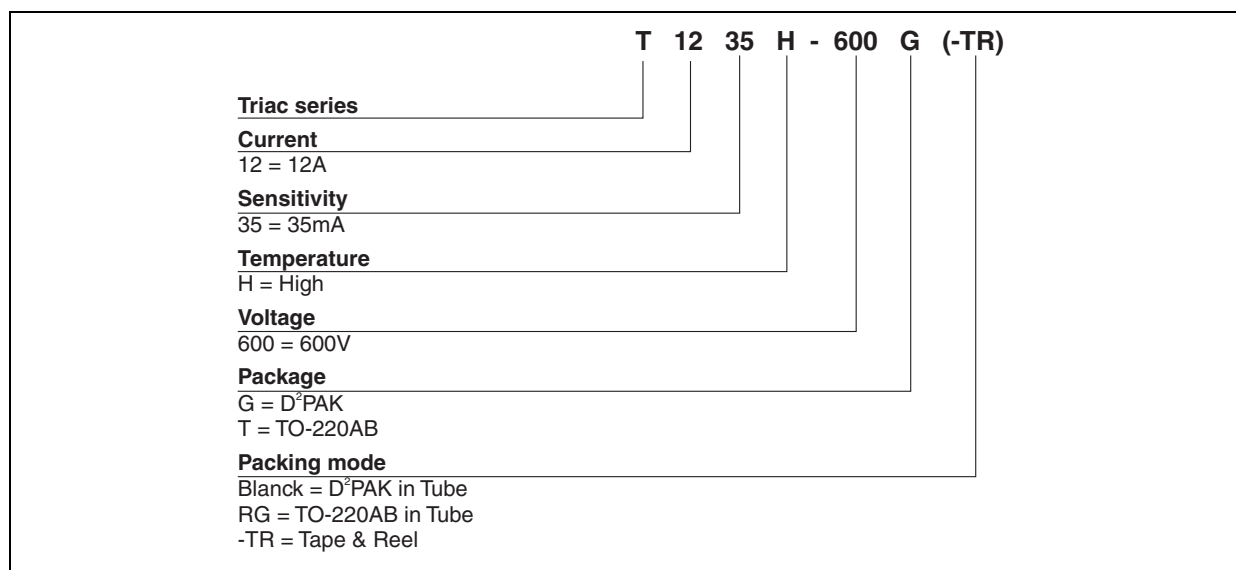 T 12 35 H - 600 G (-TR)
Triac series
Current
12 = 12A
Sensitivity
35 = 35mA
Temperature
H = High
Voltage
600 = 600V
Package
G = D²PAK
T = TO-220AB
Packing mode
Blanck = D²PAK in Tube
RG = TO-220AB in Tube
-TR = Tape & Reel